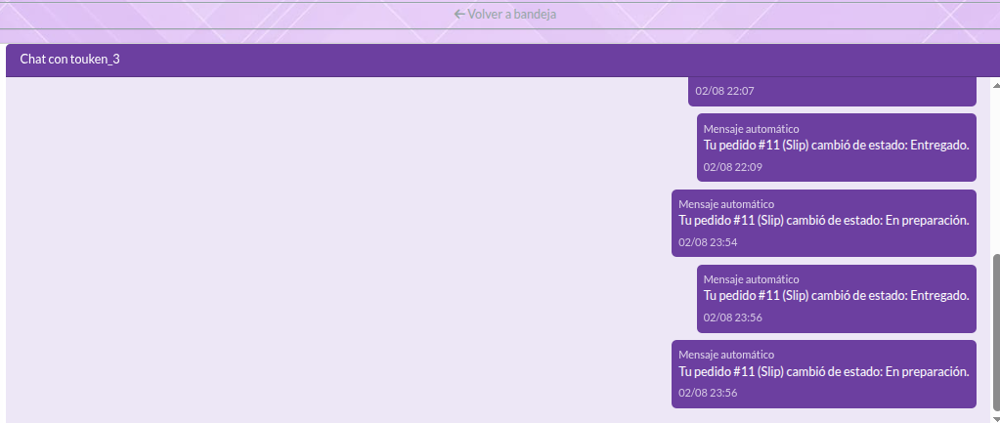 ← Volver a bandeja
Chat con touken_3
02/08 22:07
Mensaje automático
Tu pedido #11 (Slip) cambió de estado: Entregado.
02/08 22:09
Mensaje automático
Tu pedido #11 (Slip) cambió de estado: En preparación.
02/08 23:54
Mensaje automático
Tu pedido #11 (Slip) cambió de estado: Entregado.
02/08 23:56
Mensaje automático
Tu pedido #11 (Slip) cambió de estado: En preparación.
02/08 23:56